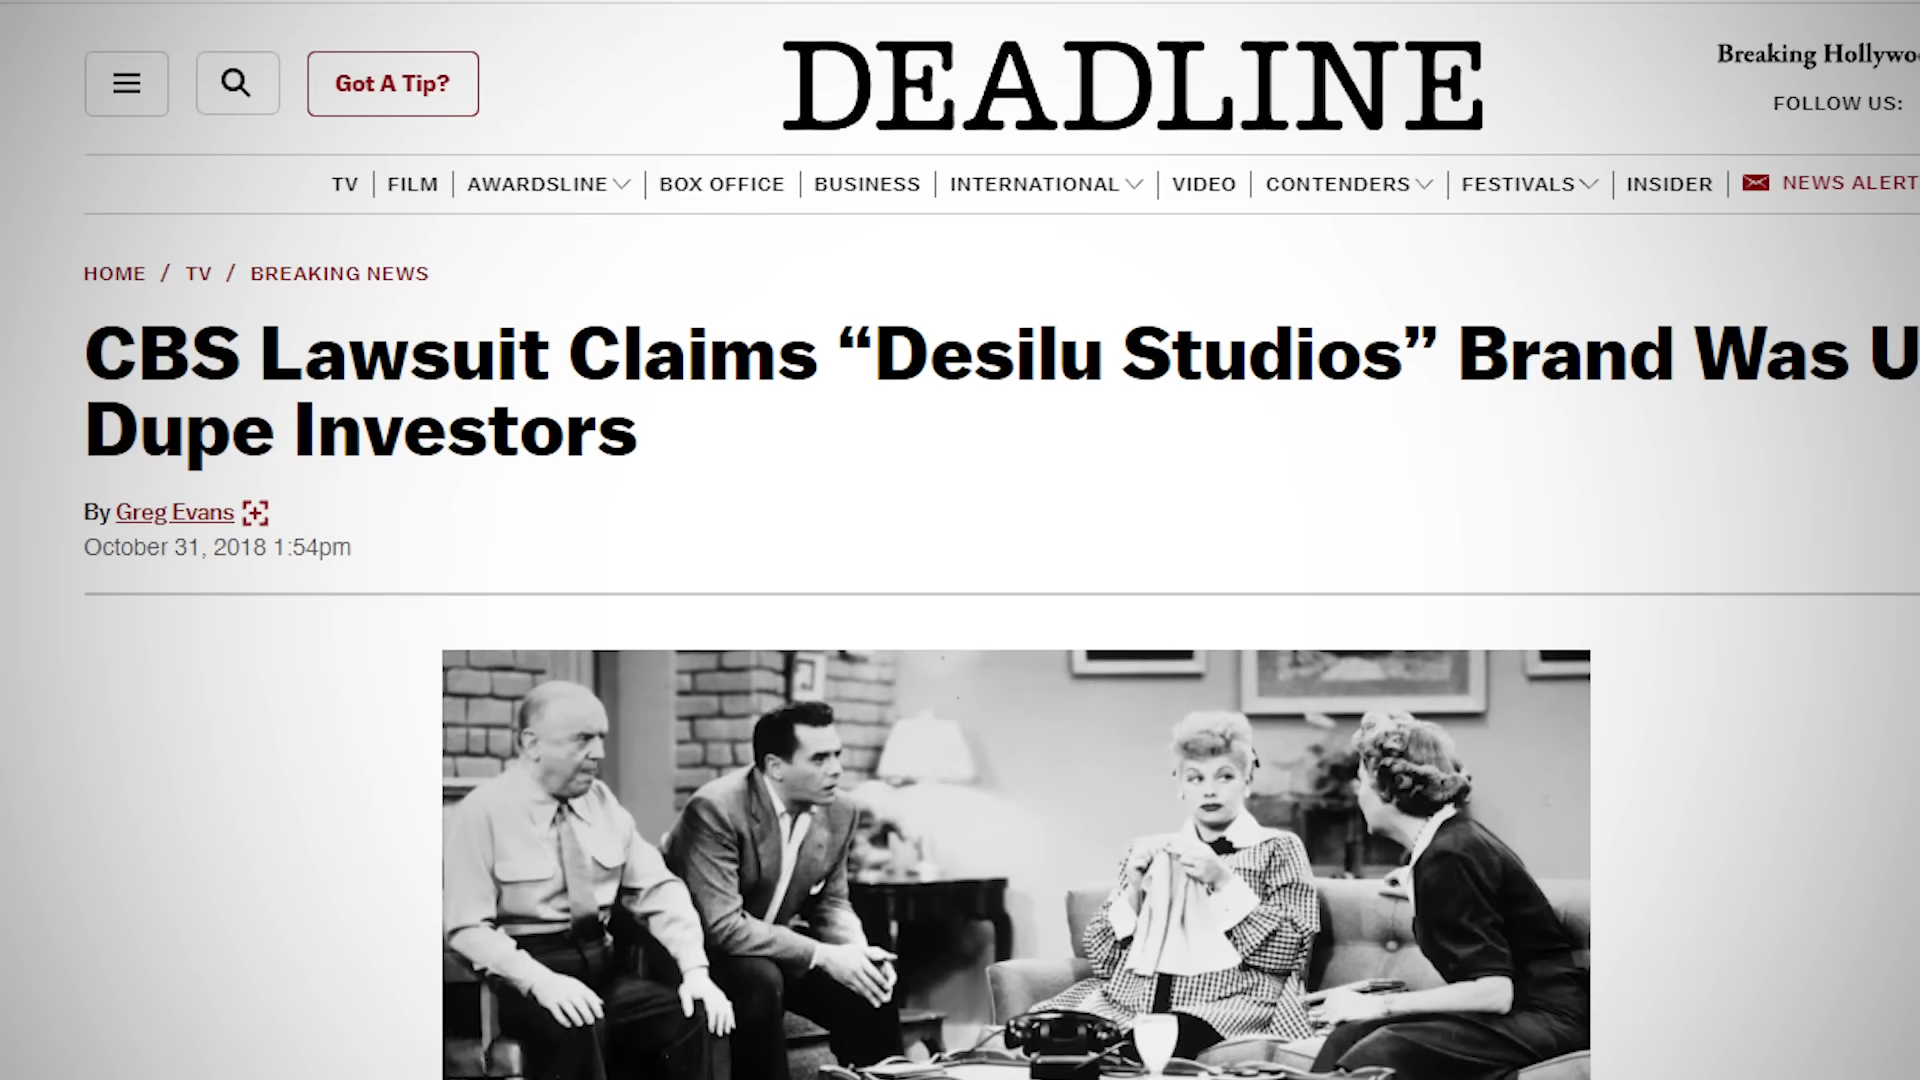 Got A Tip?
DEADLINE
Breaking
FOLLOW US:
TV FILM AWARDSLINE BOX OFFICE BUSINESS INTERNATIONAL VIDEO CONTENDERS FESTIVALS INSIDER NEWS ALERT
HOME / TV / BREAKING NEWS
CBS Lawsuit Claims “Desilu Studios” Brand Was
Dupe Investors
By Greg Evans
October 31, 2018 1:54pm